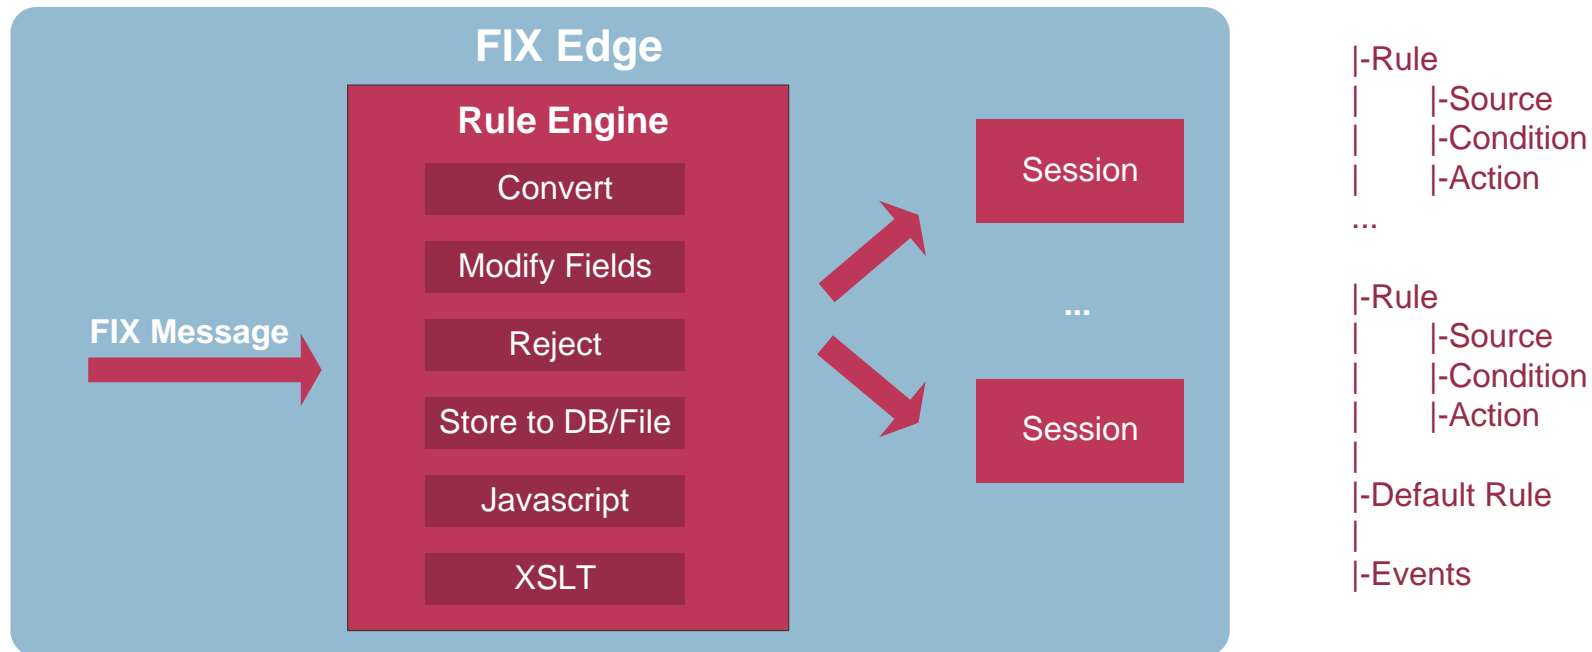 FIX Edge
Rule Engine
Convert
Modify Fields
Reject
Store to DB/File
Javascript
XSLT
FIX Message
Session
...
Session
|-Rule
|	|-Source
|	|-Condition
|	|-Action
...
|-Rule
|	|-Source
|	|-Condition
|	|-Action
|
|-Default Rule
|
|-Events